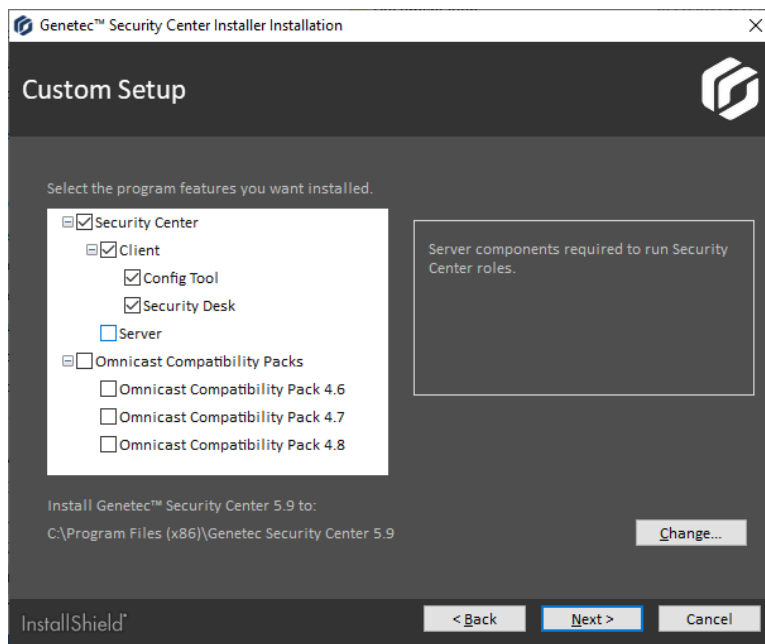 Genetec™ Security Center Installer Installation
Custom Setup
Select the program features you want installed.
Security Center
Client
Config Tool
Security Desk
Server
Omnicast Compatibility Packs
Omnicast Compatibility Pack 4.6
Omnicast Compatibility Pack 4.7
Omnicast Compatibility Pack 4.8
Server components required to run Security
Center roles.
Install Genetec™ Security Center 5.9 to:
C:\Program Files (x86)\Genetec Security Center 5.9
Change...
InstallShield
< Back
Next >
Cancel